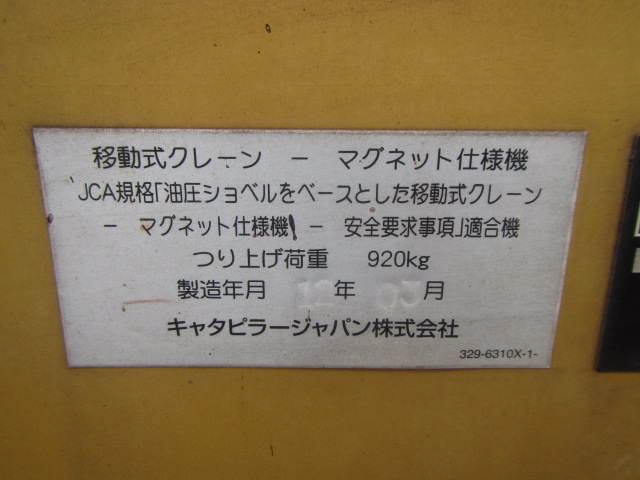 移動式クレーン － マグネット仕様機
JCA規格「油圧ショベルをベースとした移動式クレーン
－ マグネット仕様機 － 安全要求事項」適合機
つり上げ荷重 920kg
製造年月 12年 03月
キャタピラージャパン株式会社
329-6310X-1-